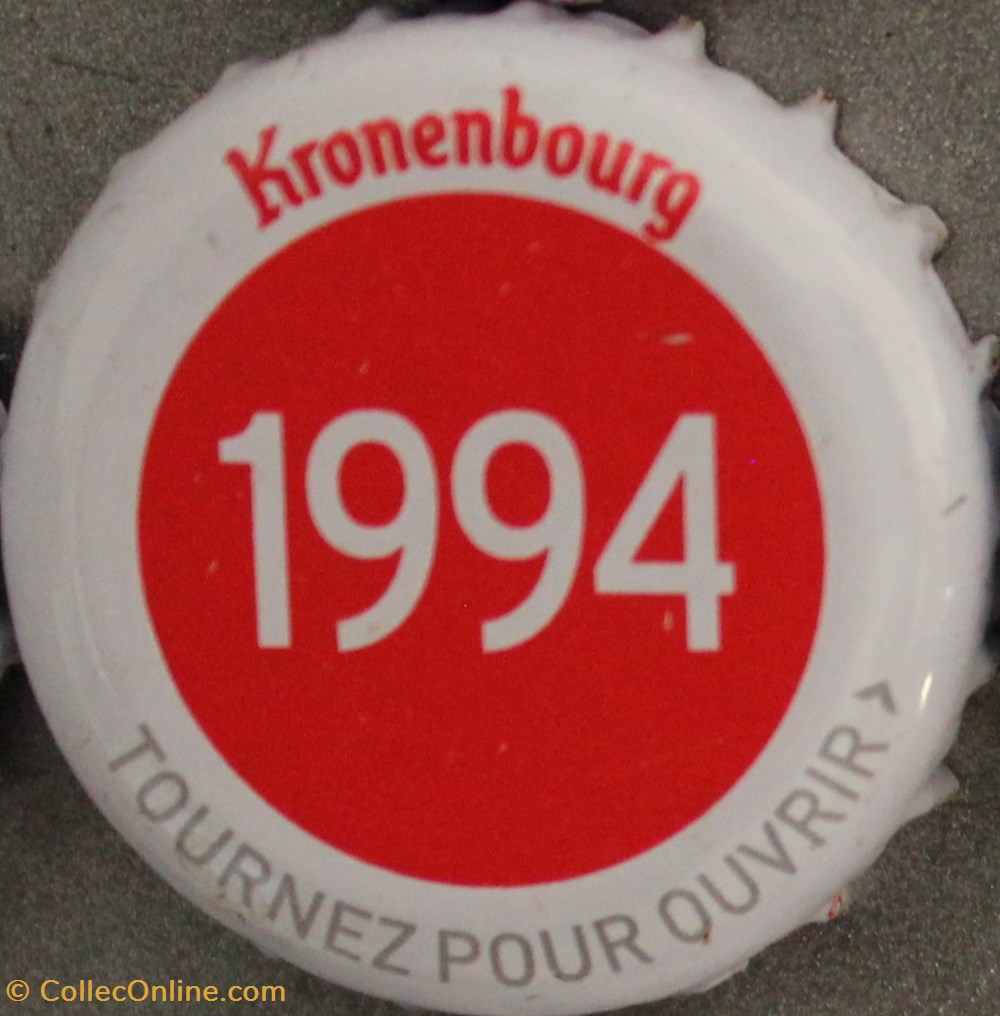 Kronenbourg
1994
TOURNEZ POUR OUVRIR >
© CollecOnline.com